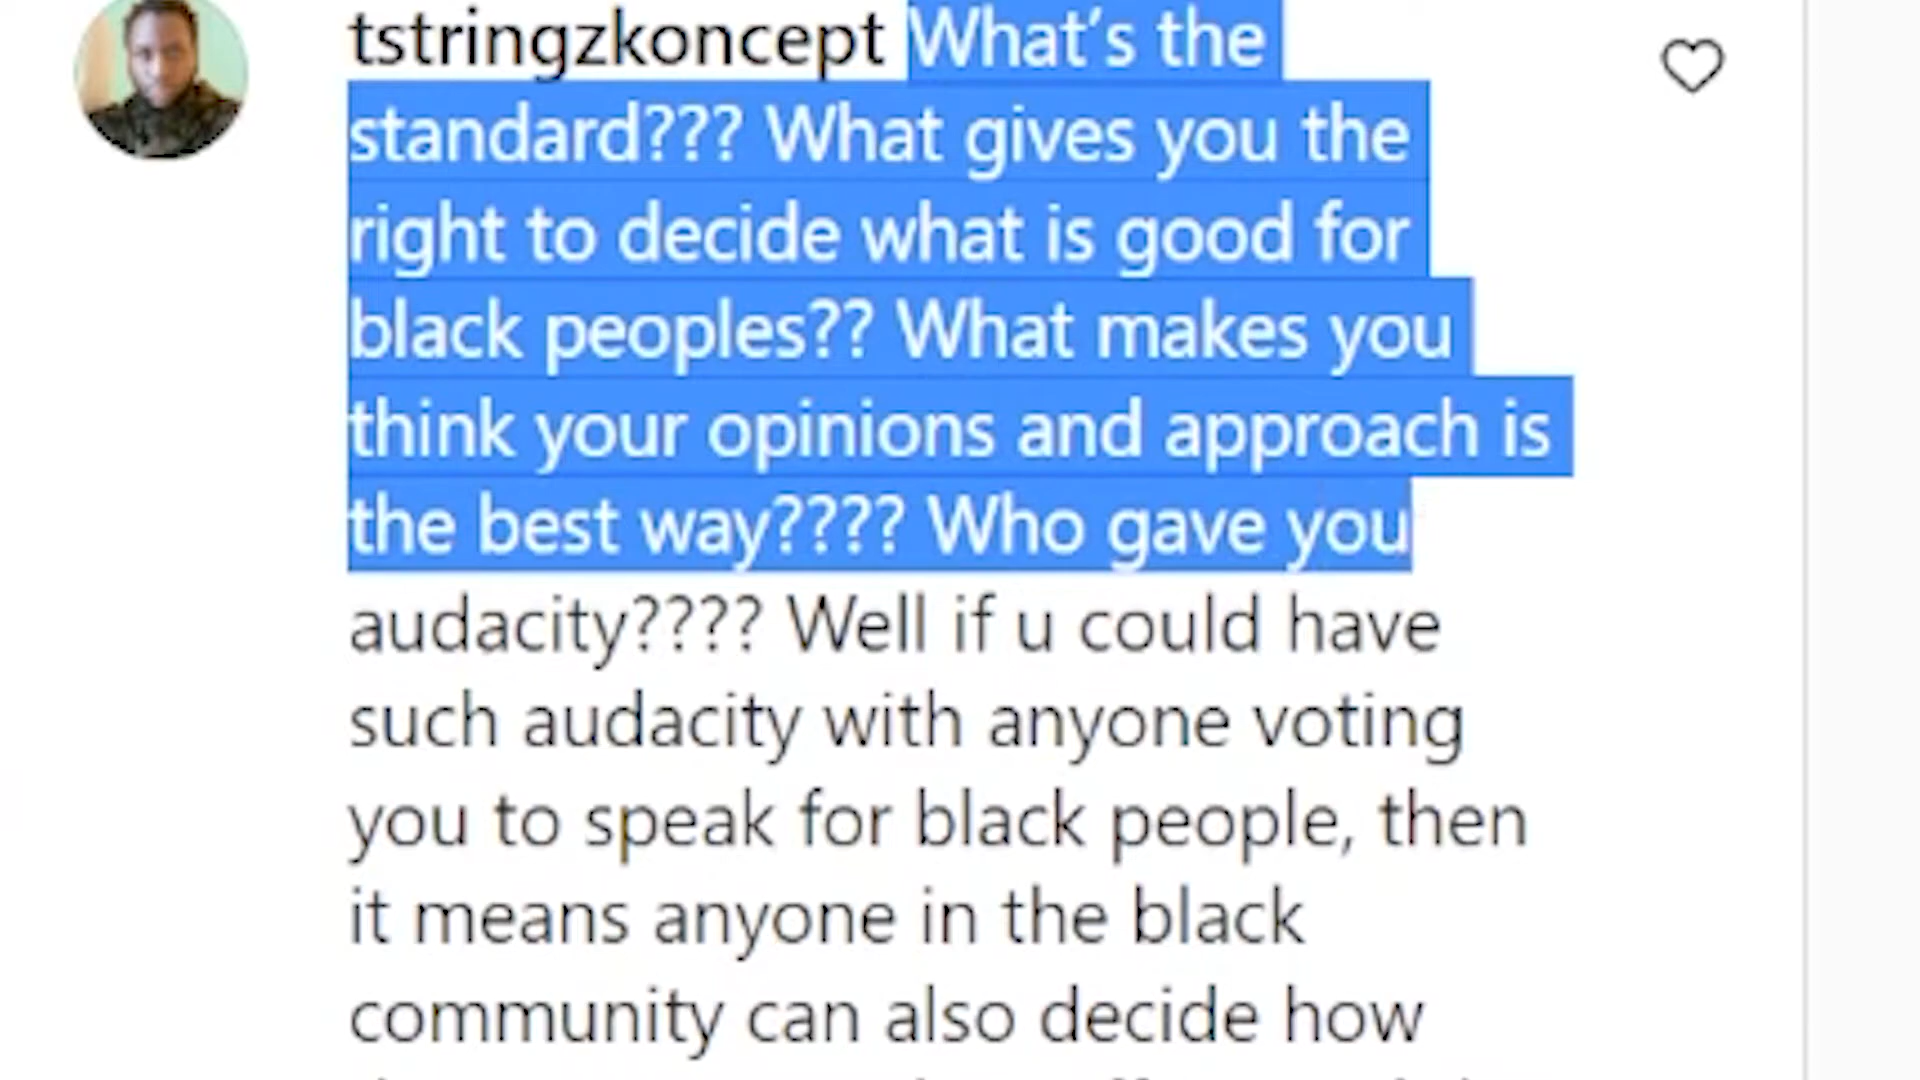 tstringzkoncept What's the
standard??? What gives you the
right to decide what is good for
black peoples?? What makes you
think your opinions and approach is
the best way???? Who gave you
audacity???? Well if u could have
such audacity with anyone voting
you to speak for black people, then
it means anyone in the black
community can also decide how